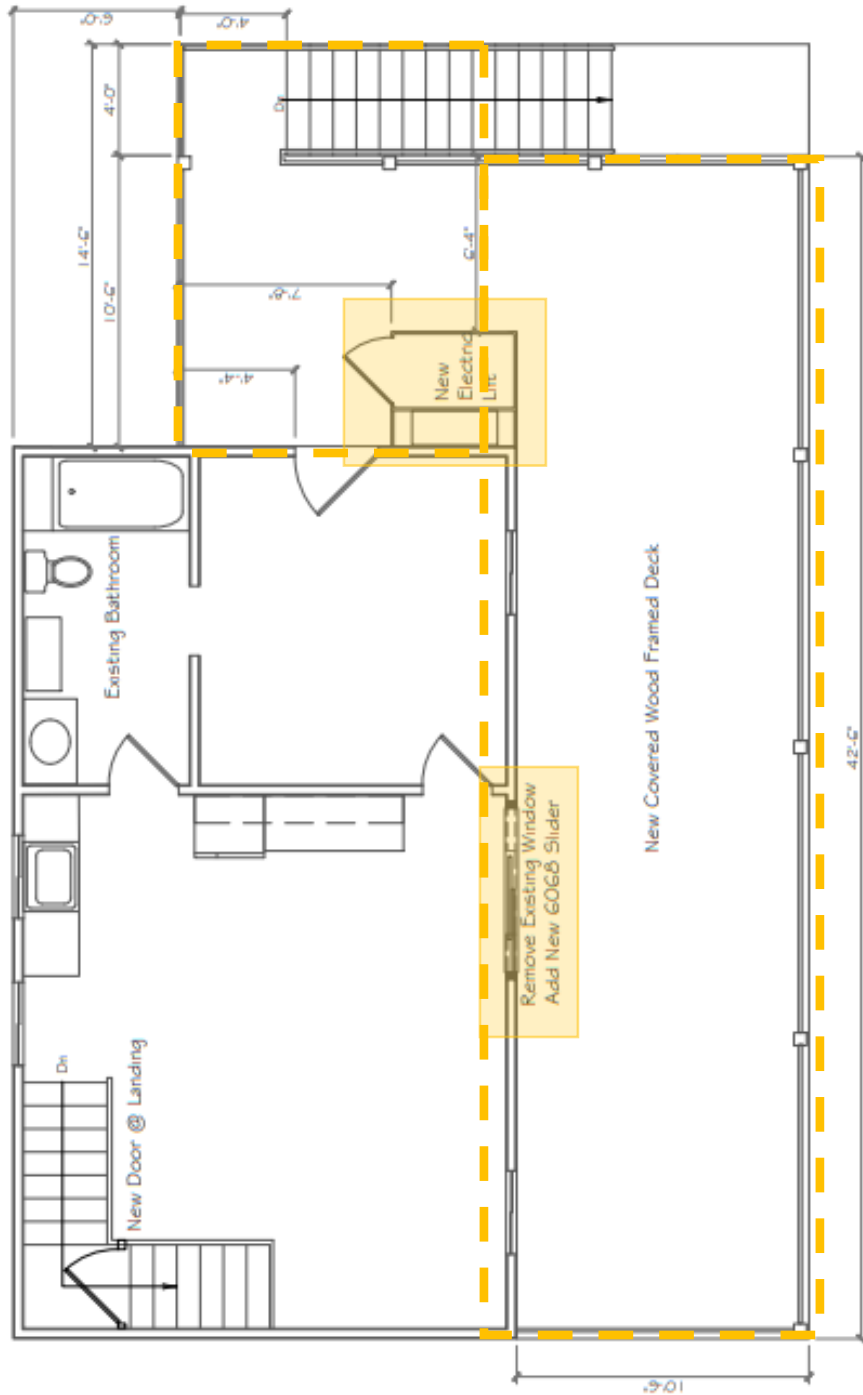 6'-0"
4'-0"
4'-0"
14'-6"
10'-6"
Dn
7'-8"
6'-4"
4'-4"
New
Electric
Lift
Existing Bathroom
New Covered Wood Framed Deck
42'-6"
Remove Existing Window
Add New 6068 Slider
Dn
New Door @ Landing
10'-6"